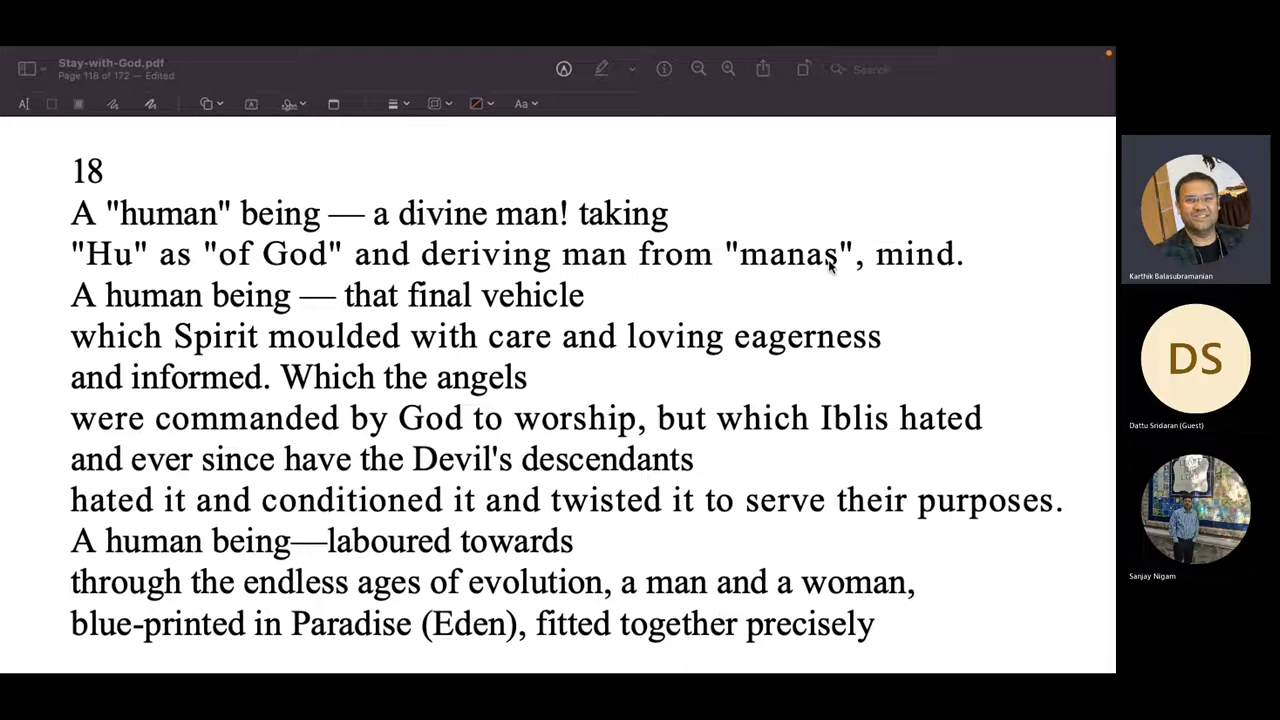 Stay-with-God.pdf
Page 118 of 172 — Edited
Search
Aa
18
A "human" being — a divine man! taking
"Hu" as "of God" and deriving man from "manas", mind.
A human being — that final vehicle
which Spirit moulded with care and loving eagerness
and informed. Which the angels
were commanded by God to worship, but which Iblis hated
and ever since have the Devil's descendants
hated it and conditioned it and twisted it to serve their purposes.
A human being—laboured towards
through the endless ages of evolution, a man and a woman,
blue-printed in Paradise (Eden), fitted together precisely
Karthik Balasubramanian
DS
Dattu Sridaran (Guest)
Sanjay Nigam